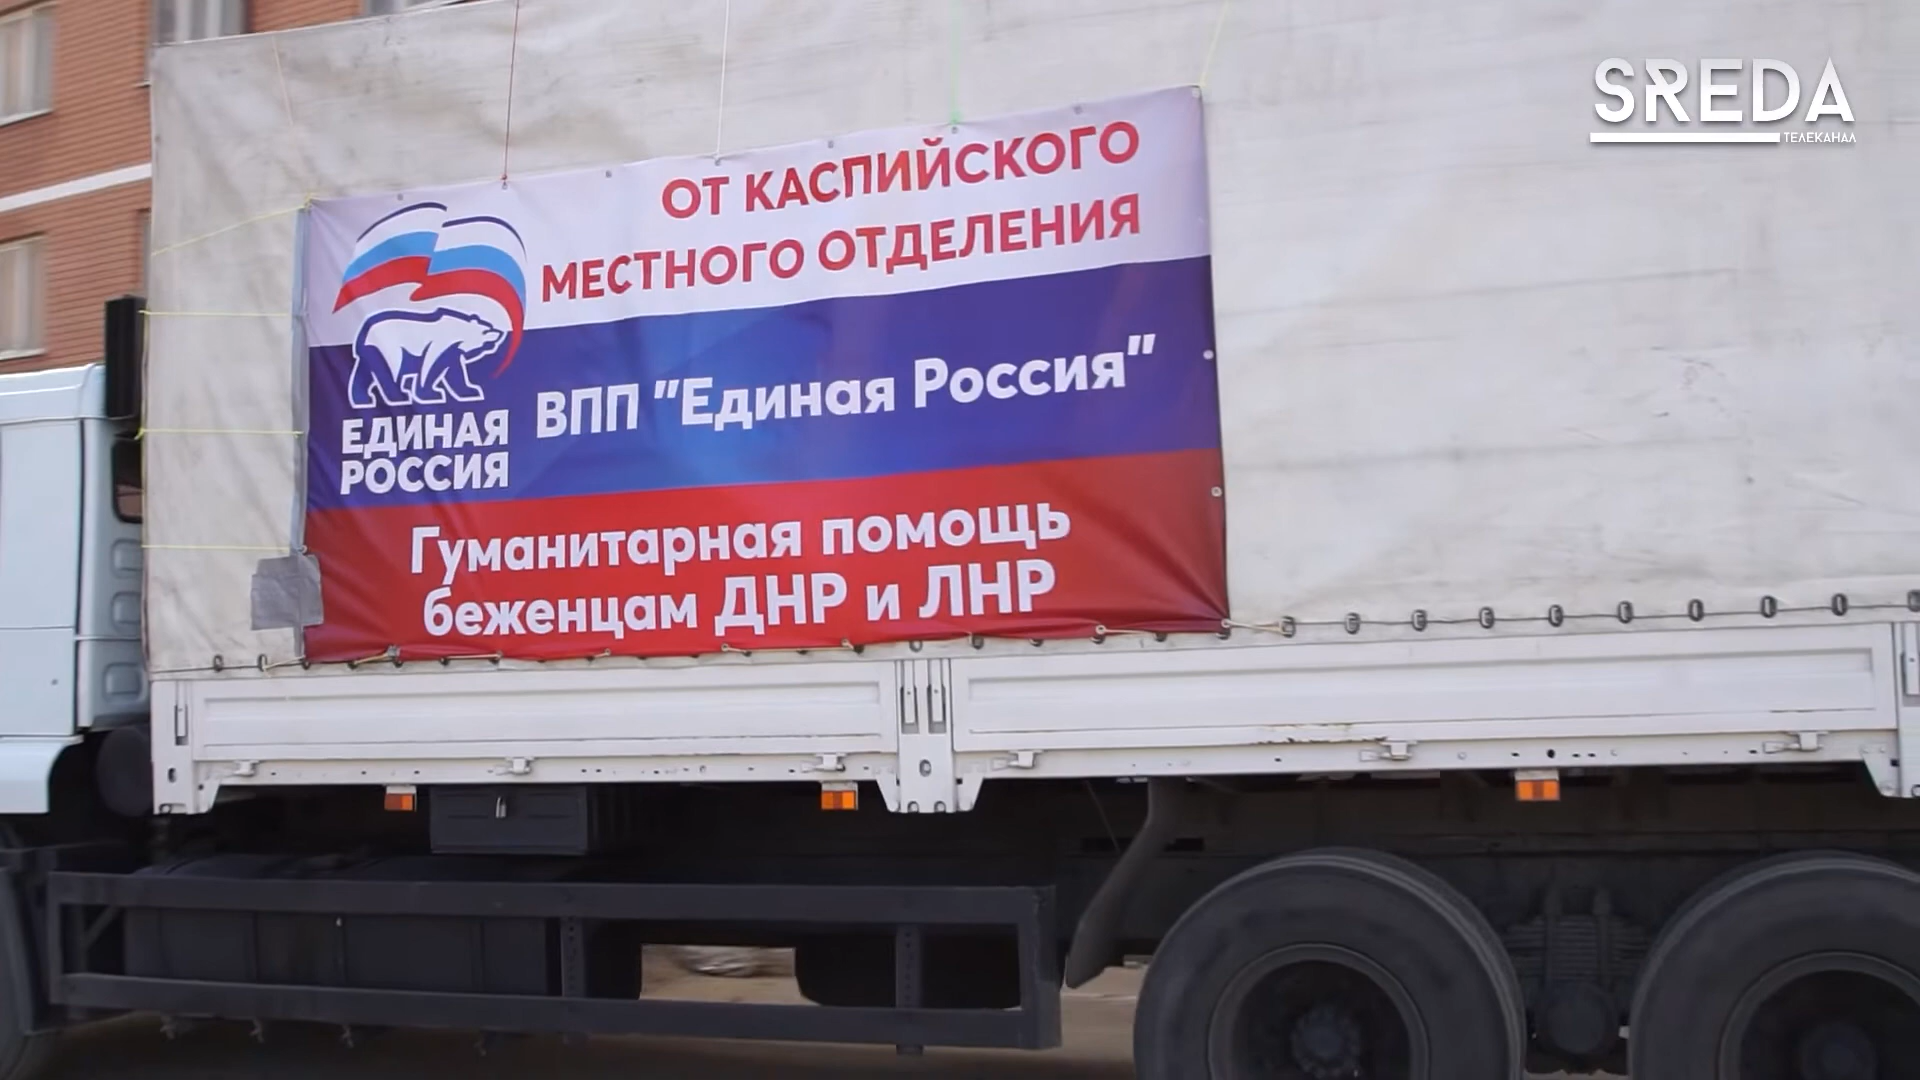 SREDA
ТЕЛЕКАНАЛ
ОТ КАСПИЙСКОГО
МЕСТНОГО ОТДЕЛЕНИЯ
ВПП "Единая Россия"
ЕДИНАЯ
РОССИЯ
Гуманитарная помощь
беженцам ДНР и ЛНР